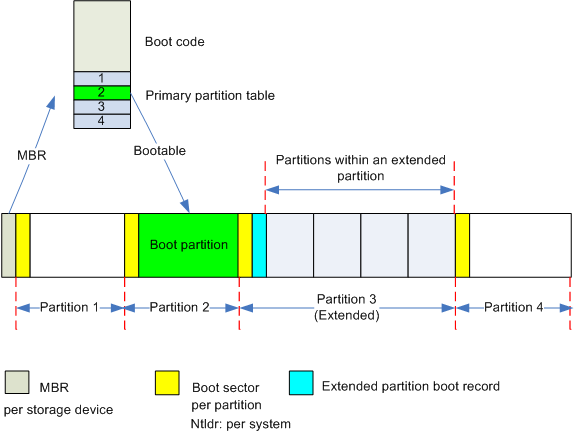 Boot code
1
2
3
4
Primary partition table
MBR
Bootable
Partitions within an extended
partition
Boot partition
Partition 1
Partition 2
Partition 3
(Extended)
Partition 4
MBR
per storage device
Boot sector
per partition
Ntldr: per system
Extended partition boot record